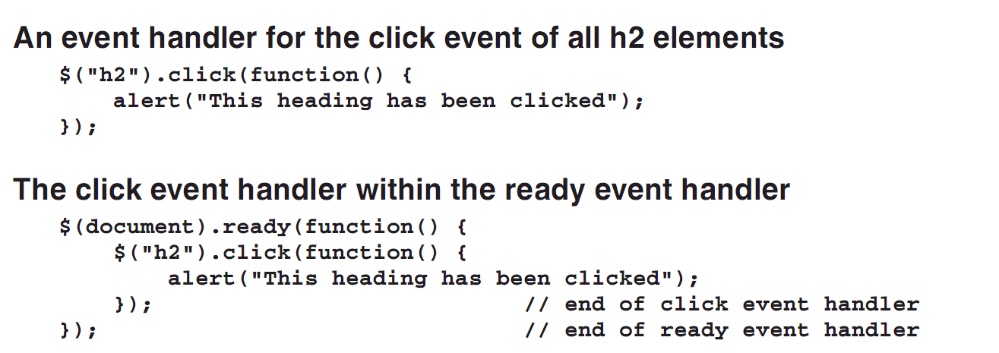 An event handler for the click event of all h2 elements
$("h2").click(function() {
    alert("This heading has been clicked");
});
The click event handler within the ready event handler
$(document).ready(function() {
    $("h2").click(function() {
        alert("This heading has been clicked");
    });                           // end of click event handler
});                               // end of ready event handler